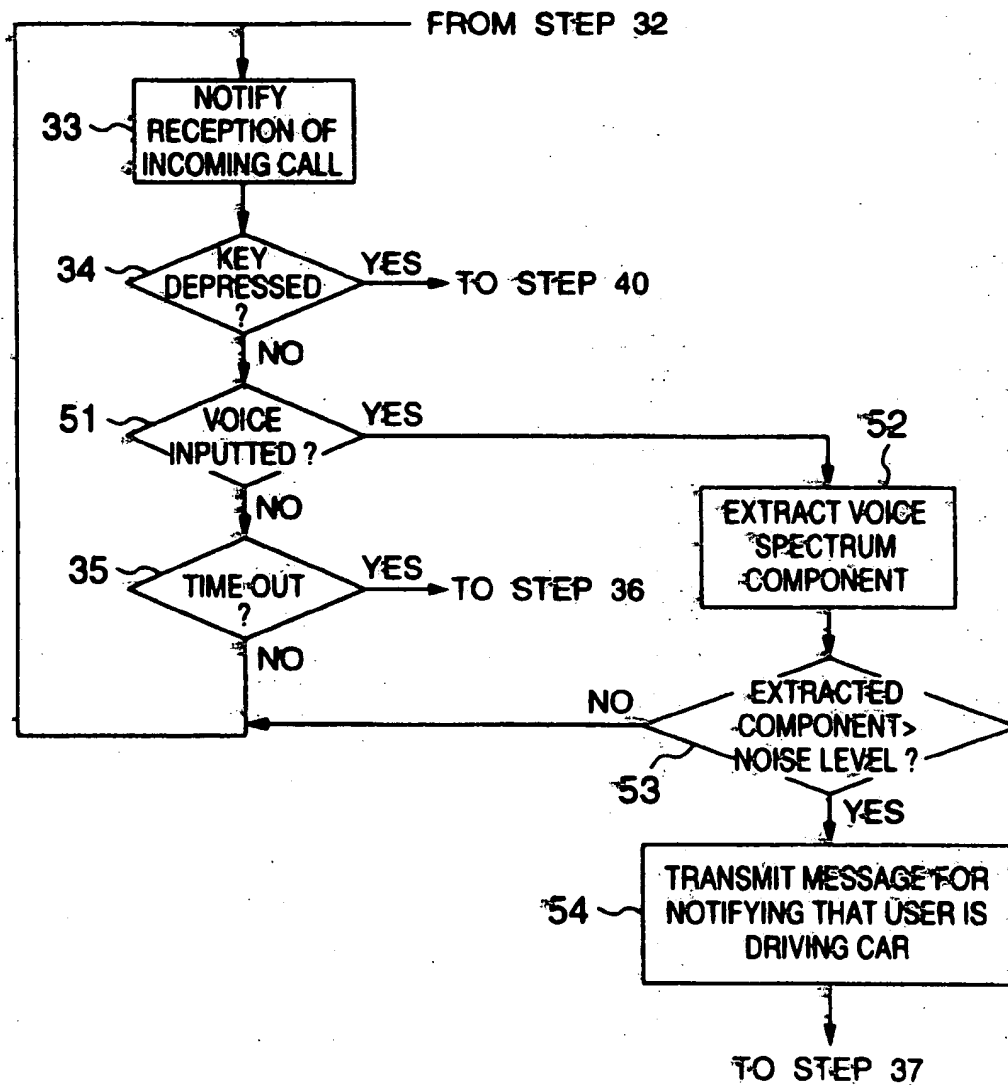 FROM STEP 32
33
NOTIFY
RECEPTION OF
INCOMING CALL
34
KEY
DEPRESSED
?
YES
TO STEP 40
NO
51
VOICE
INPUTTED ?
YES
52
EXTRACT VOICE
SPECTRUM
COMPONENT
NO
35
TIME OUT
?
YES
TO STEP 36
NO
NO
EXTRACTED
COMPONENT>
NOISE LEVEL ?
53
YES
54
TRANSMIT MESSAGE FOR
NOTIFYING THAT USER IS
DRIVING CAR
TO STEP 37